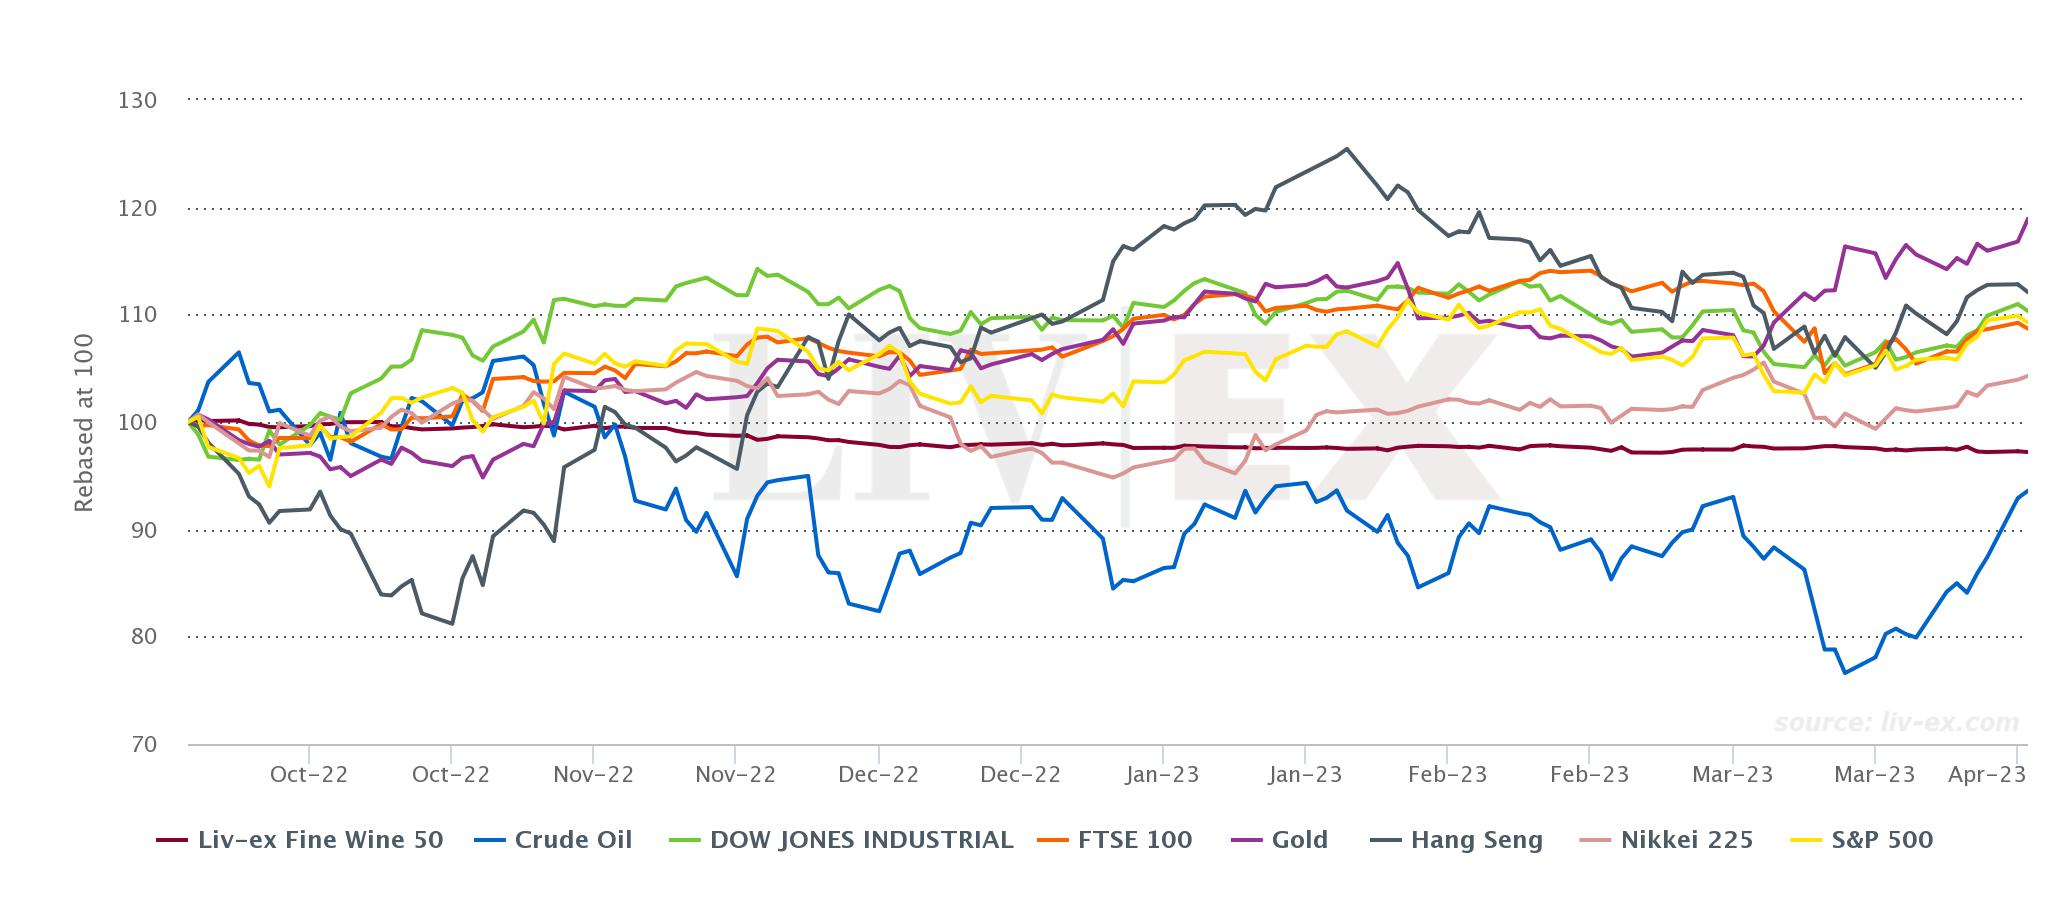 130
120
110
100
90
80
70
Rebased at 100
LIV EX
source: liv-ex.com
Oct-22 Oct-22 Nov-22 Nov-22 Dec-22 Dec-22 Jan-23 Jan-23 Feb-23 Feb-23 Mar-23 Mar-23 Apr-23
Liv-ex Fine Wine 50 Crude Oil DOW JONES INDUSTRIAL FTSE 100 Gold Hang Seng Nikkei 225 S&P 500